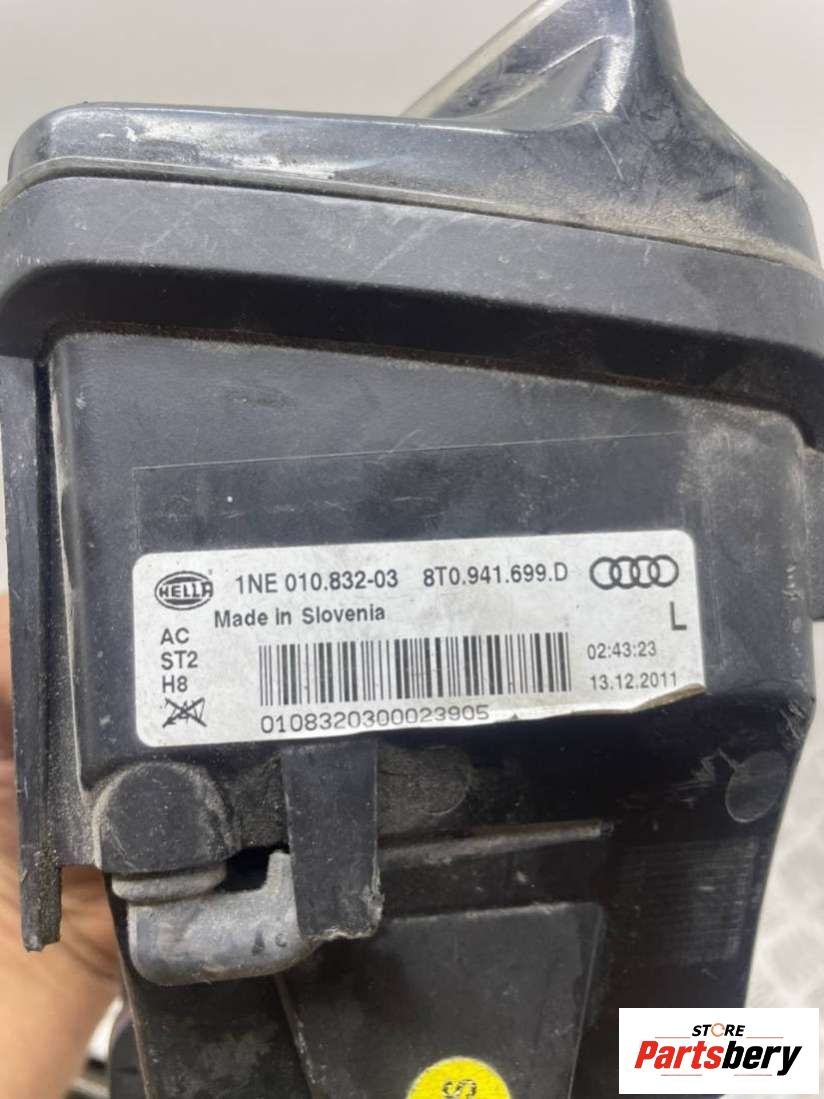 HELLA 1NE 010.832-03 8T0.941.699.D
Made in Slovenia
L
AC
ST2
H8
02:43:23
13.12.2011
0108320300023905
AC
S
STORE
Partsbery